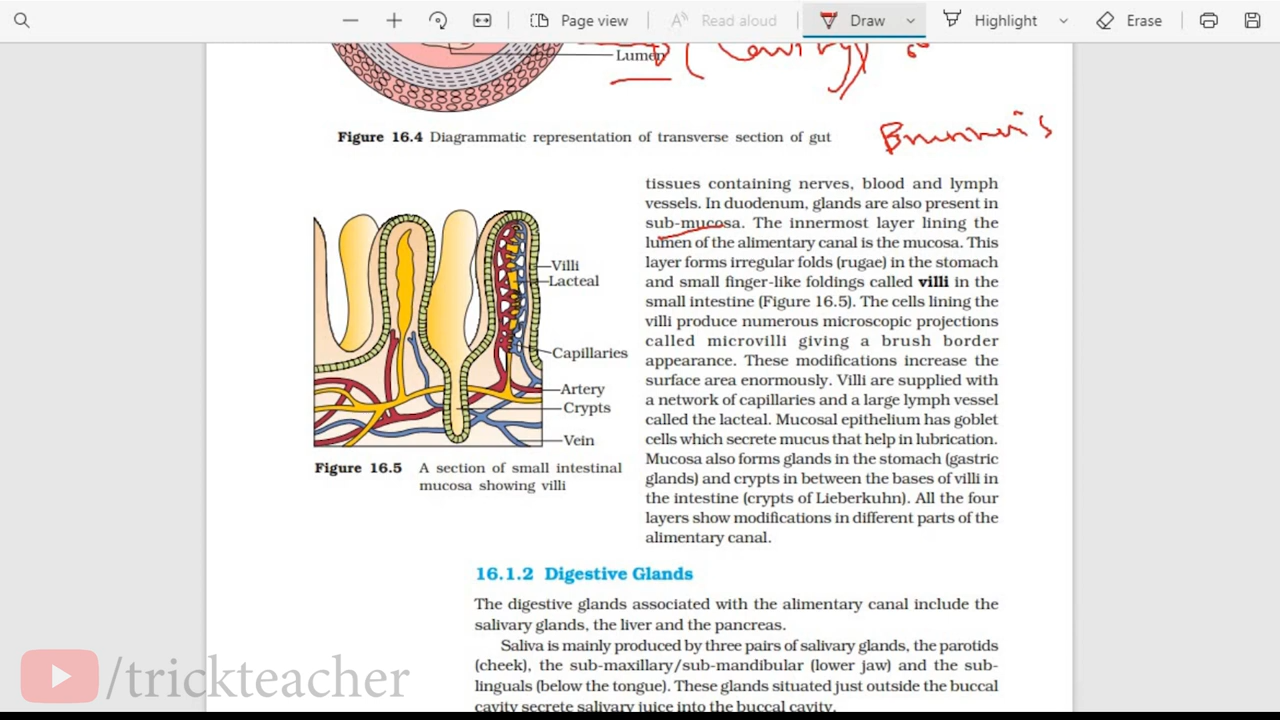 Page view
Read aloud
Draw
Highlight
Erase
Lumen
(Cavity)
Figure 16.4 Diagrammatic representation of transverse section of gut
Brunner's
tissues containing nerves, blood and lymph
vessels. In duodenum, glands are also present in
sub-mucosa. The innermost layer lining the
lumen of the alimentary canal is the mucosa. This
layer forms irregular folds (rugae) in the stomach
and small finger-like foldings called villi in the
small intestine (Figure 16.5). The cells lining the
villi produce numerous microscopic projections
called microvilli giving a brush border
appearance. These modifications increase the
surface area enormously. Villi are supplied with
a network of capillaries and a large lymph vessel
called the lacteal. Mucosal epithelium has goblet
cells which secrete mucus that help in lubrication.
Mucosa also forms glands in the stomach (gastric
glands) and crypts in between the bases of villi in
the intestine (crypts of Lieberkuhn). All the four
layers show modifications in different parts of the
alimentary canal.
Villi
Lacteal
Capillaries
Artery
Crypts
Vein
Figure 16.5 A section of small intestinal
mucosa showing villi
16.1.2 Digestive Glands
The digestive glands associated with the alimentary canal include the
salivary glands, the liver and the pancreas.
Saliva is mainly produced by three pairs of salivary glands, the parotids
(cheek), the sub-maxillary/sub-mandibular (lower jaw) and the sub-
linguals (below the tongue). These glands situated just outside the buccal
cavity secrete salivary juice into the buccal cavity.
/trickteacher